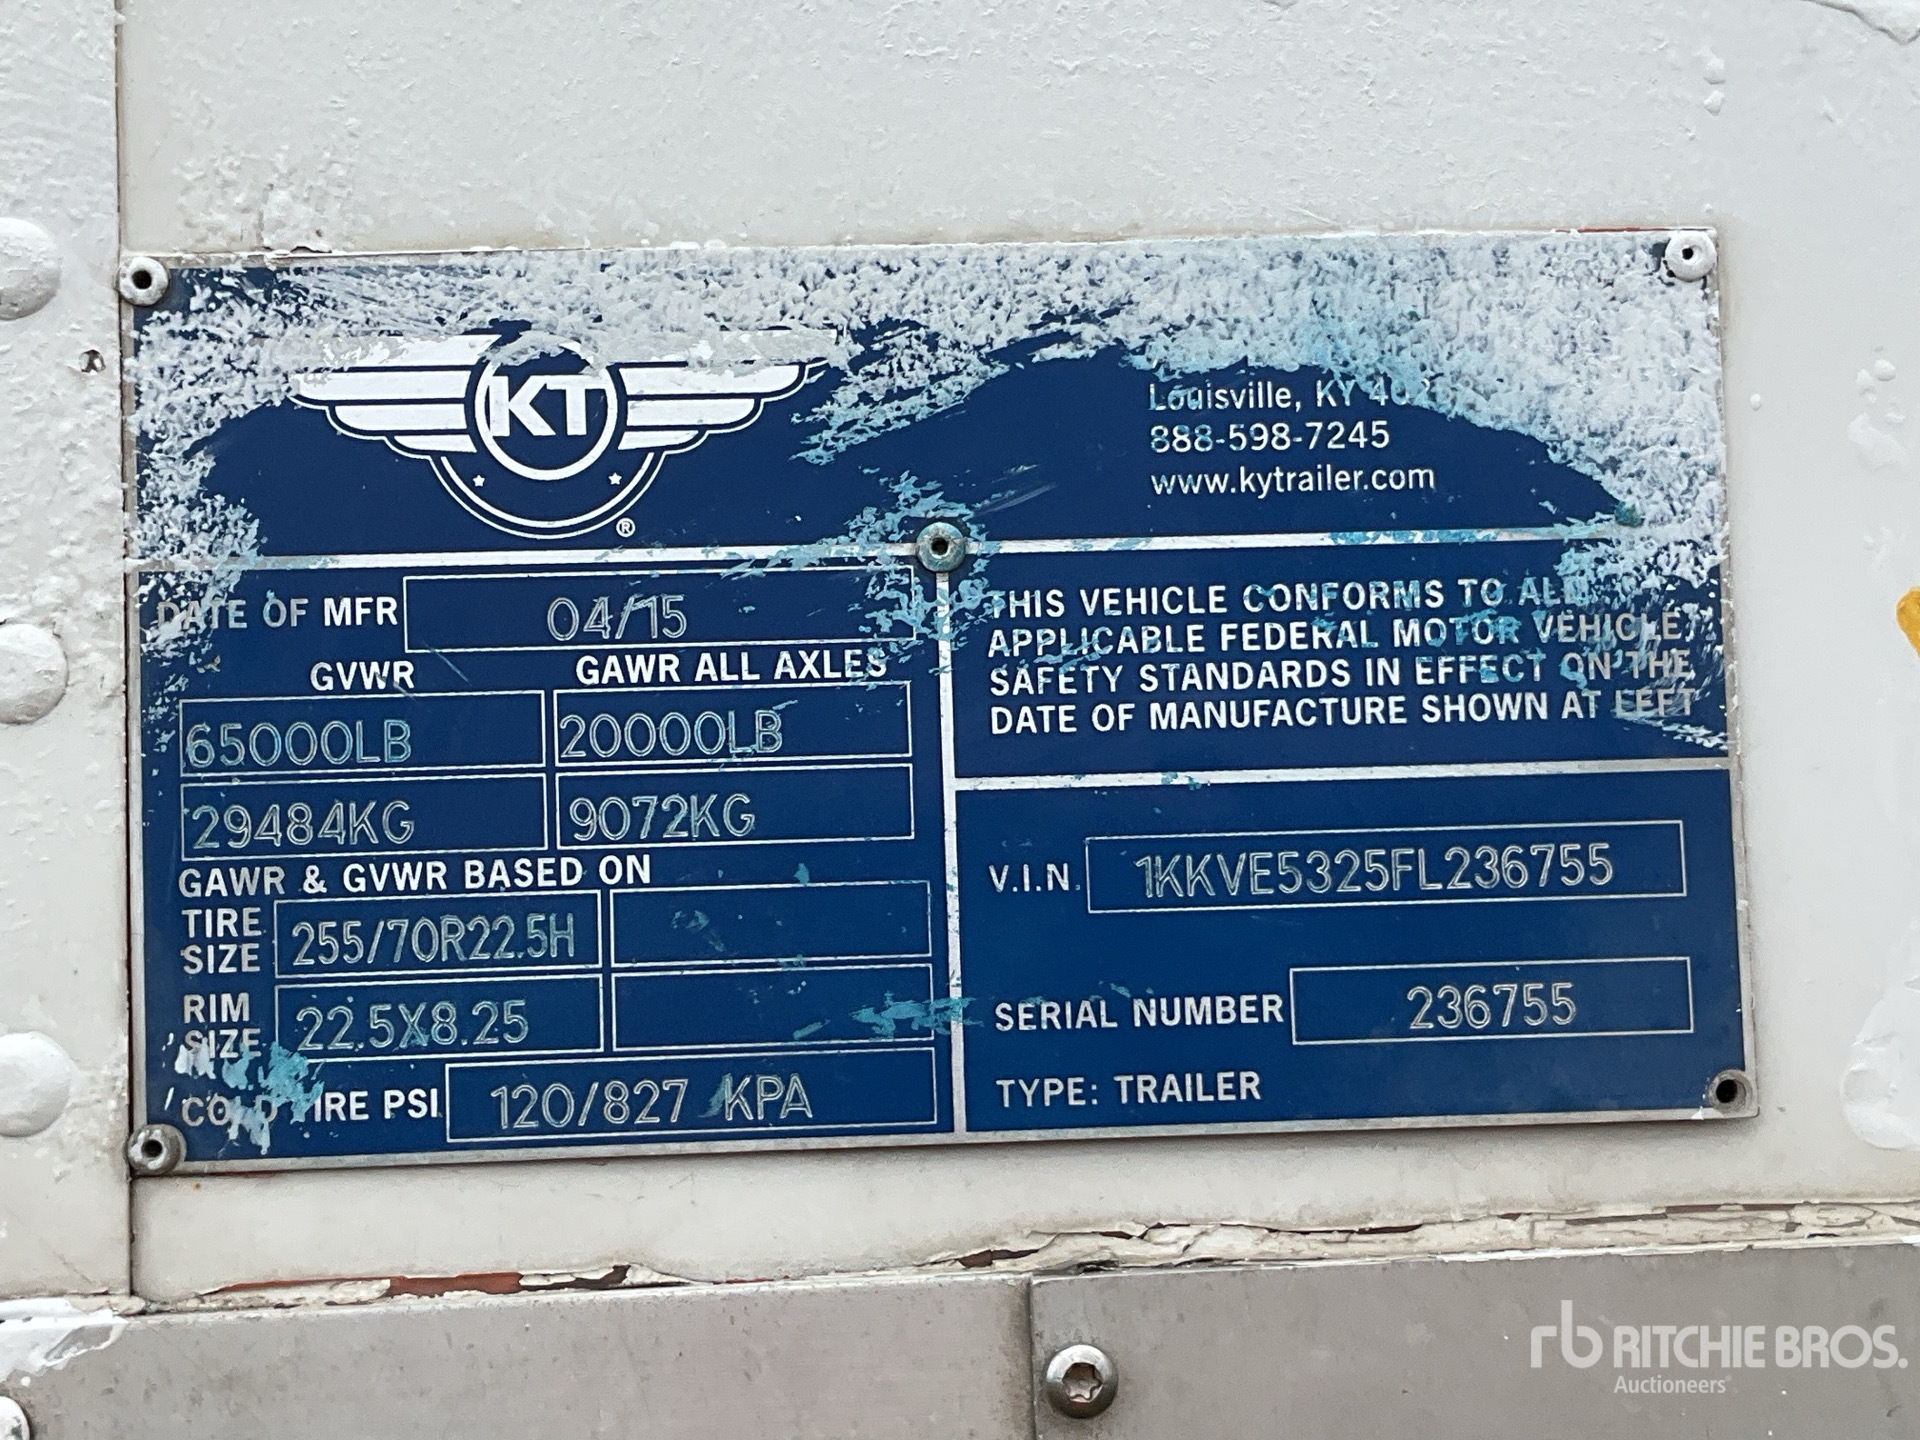 KT
®
Louisville, KY
888-598-7245
www.kytrailer.com
DATE OF MFR 04/15
GVWR GAWR ALL AXLES
65000LB 20000LB
29484KG 9072KG
GAWR & GVWR BASED ON
TIRE SIZE 255/70R22.5H
RIM SIZE 22.5X8.25
COLD TIRE PSI 120/827 KPA
THIS VEHICLE CONFORMS TO ALL
APPLICABLE FEDERAL MOTOR VEHICLE
SAFETY STANDARDS IN EFFECT ON THE
DATE OF MANUFACTURE SHOWN AT LEFT
V.I.N. 1KKVE5325FL236755
SERIAL NUMBER 236755
TYPE: TRAILER
rb RITCHIE BROS.
Auctioneers